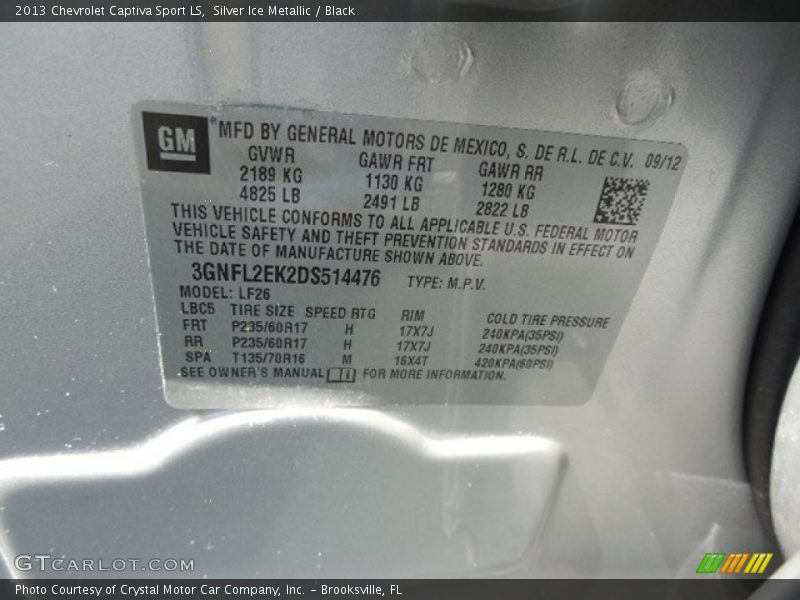 2013 Chevrolet Captiva Sport LS, Silver Ice Metallic / Black
GM
® MFD BY GENERAL MOTORS DE MEXICO, S. DE R.L. DE C.V. 09/12
GVWR GAWR FRT GAWR RR
2189 KG 1130 KG 1280 KG
4825 LB 2491 LB 2822 LB
THIS VEHICLE CONFORMS TO ALL APPLICABLE U.S. FEDERAL MOTOR
VEHICLE SAFETY AND THEFT PREVENTION STANDARDS IN EFFECT ON
THE DATE OF MANUFACTURE SHOWN ABOVE.
3GNFL2EK2DS514476 TYPE: M.P.V.
MODEL: LF26
LBC5 TIRE SIZE SPEED RTG RIM COLD TIRE PRESSURE
FRT P235/60R17 H 17X7J 240KPA(35PSI)
RR P235/60R17 H 17X7J 240KPA(35PSI)
SPA T135/70R16 M 16X4T 420KPA(60PSI)
SEE OWNER'S MANUAL FOR MORE INFORMATION.
GTCARLOT.COM
Photo Courtesy of Crystal Motor Car Company, Inc. – Brooksville, FL